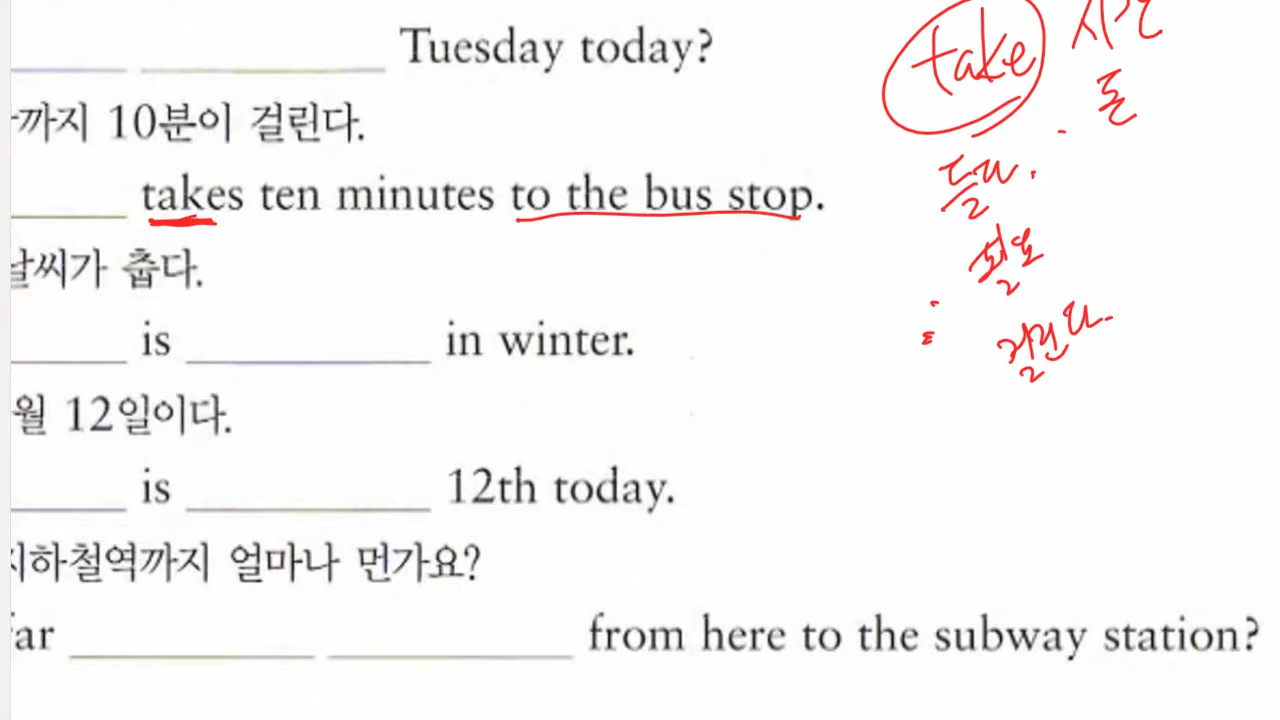 Tuesday today?
까지 10분이 걸린다.
takes ten minutes to the bus stop.
날씨가 춥다.
is in winter.
월 12일이다.
is 12th today.
지하철역까지 얼마나 먼가요?
far from here to the subway station?
take 시간
돈
들다.
필요
걸린다.